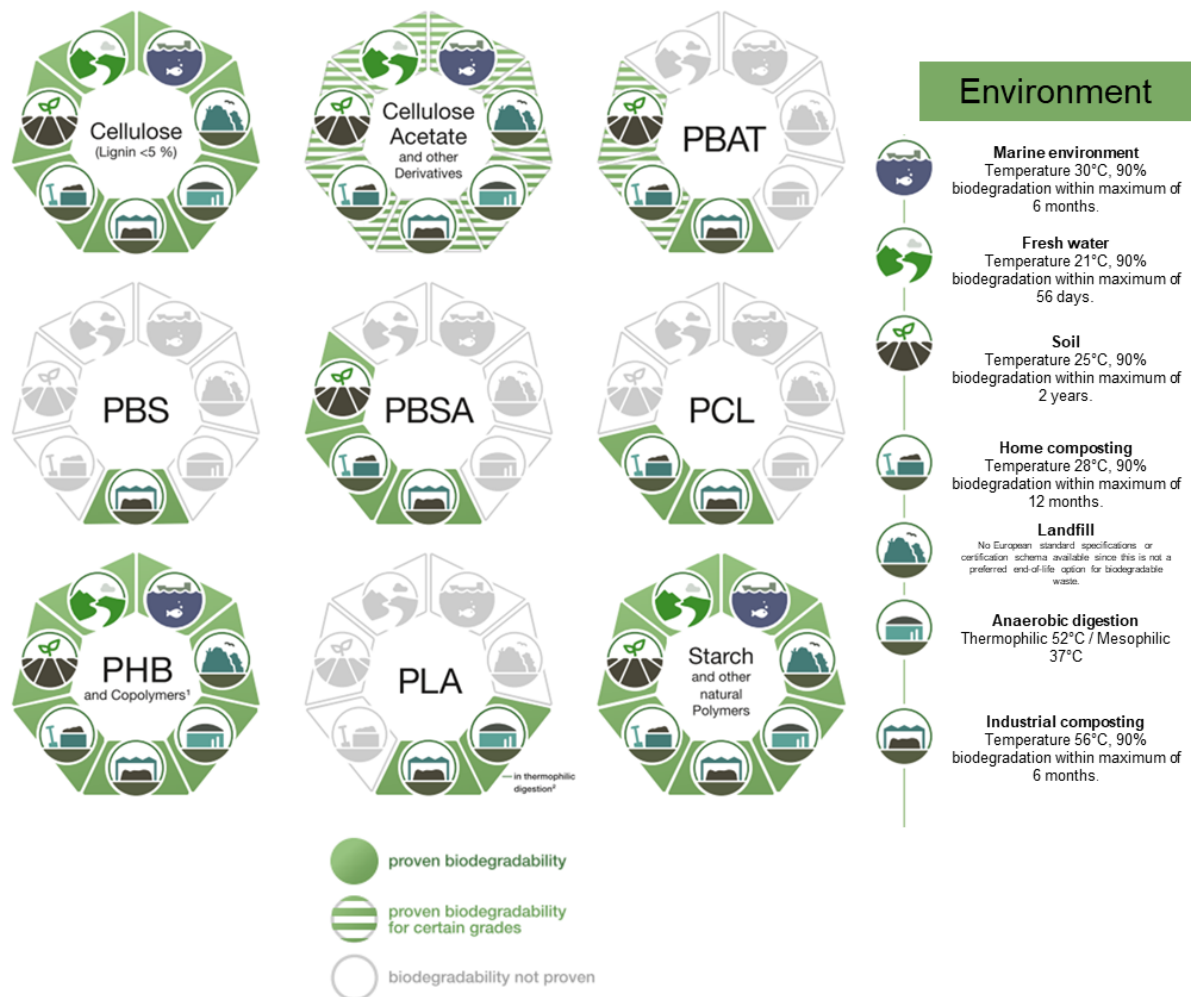 Cellulose
(Lignin <5 %)
Cellulose
Acetate
and other
Derivatives
PBAT
PBS
PBSA
PCL
PHB
and Copolymers¹
PLA
in thermophilic
digestion²
Starch
and other
natural
Polymers
proven biodegradability
proven biodegradability
for certain grades
biodegradability not proven
Environment
Marine environment
Temperature 30°C, 90%
biodegradation within maximum of
6 months.
Fresh water
Temperature 21°C, 90%
biodegradation within maximum of
56 days.
Soil
Temperature 25°C, 90%
biodegradation within maximum of
2 years.
Home composting
Temperature 28°C, 90%
biodegradation within maximum of
12 months.
Landfill
No European standard specifications or
certification schema available since this is not a
preferred end-of-life option for biodegradable
waste.
Anaerobic digestion
Thermophilic 52°C / Mesophilic
37°C
Industrial composting
Temperature 56°C, 90%
biodegradation within maximum of
6 months.